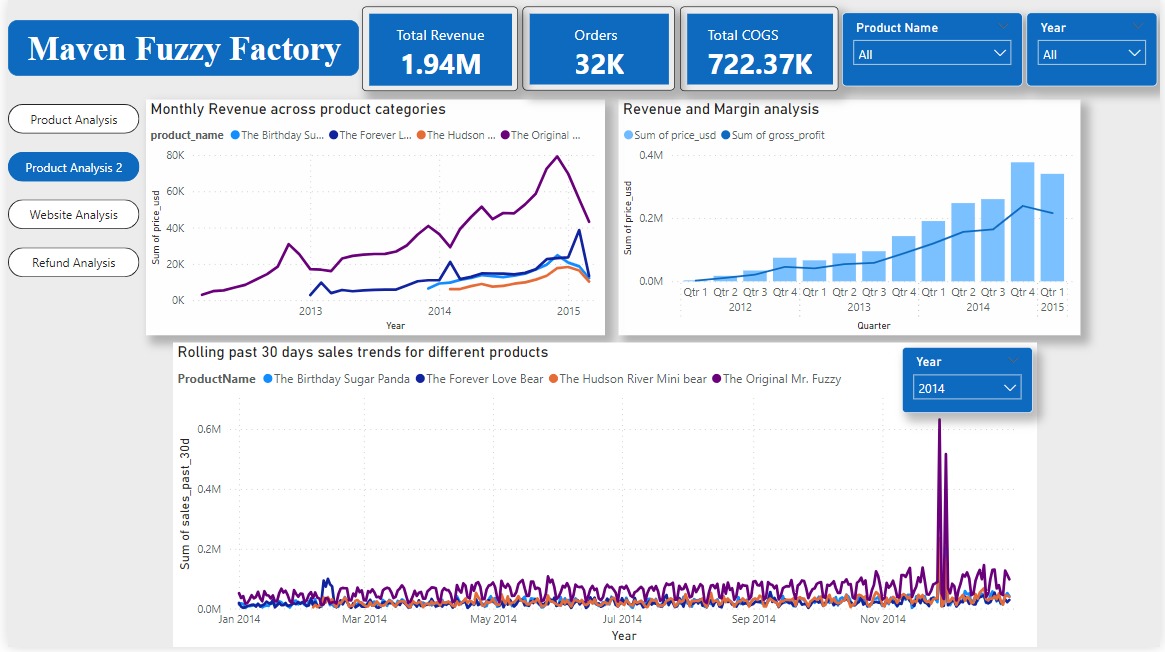 Maven Fuzzy Factory
Total Revenue
1.94M
Orders
32K
Total COGS
722.37K
Product Name
All
Year
All
Product Analysis
Product Analysis 2
Website Analysis
Refund Analysis
Monthly Revenue across product categories
product_name The Birthday Su... The Forever L... The Hudson ... The Original ...
Sum of price_usd
80K
60K
40K
20K
0K
2013 2014 2015
Year
Revenue and Margin analysis
Sum of price_usd Sum of gross_profit
Sum of price_usd
0.4M
0.2M
0.0M
Qtr 1 Qtr 2 Qtr 3 Qtr 4 Qtr 1 Qtr 2 Qtr 3 Qtr 4 Qtr 1 Qtr 2 Qtr 3 Qtr 4 Qtr 1
2012 2013 2014 2015
Quarter
Rolling past 30 days sales trends for different products
ProductName The Birthday Sugar Panda The Forever Love Bear The Hudson River Mini bear The Original Mr. Fuzzy
Year
2014
Sum of sales_past_30d
0.6M
0.4M
0.2M
0.0M
Jan 2014 Mar 2014 May 2014 Jul 2014 Sep 2014 Nov 2014
Year